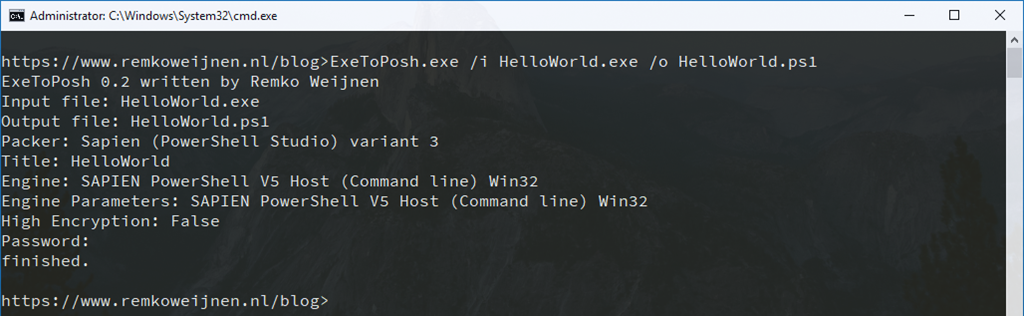 Administrator: C:\Windows\System32\cmd.exe
https://www.remkoweijnen.nl/blog>ExeToPosh.exe /i HelloWorld.exe /o HelloWorld.ps1
ExeToPosh 0.2 written by Remko Weijnen
Input file: HelloWorld.exe
Output file: HelloWorld.ps1
Packer: Sapien (PowerShell Studio) variant 3
Title: HelloWorld
Engine: SAPIEN PowerShell V5 Host (Command line) Win32
Engine Parameters: SAPIEN PowerShell V5 Host (Command line) Win32
High Encryption: False
Password:
finished.
https://www.remkoweijnen.nl/blog>